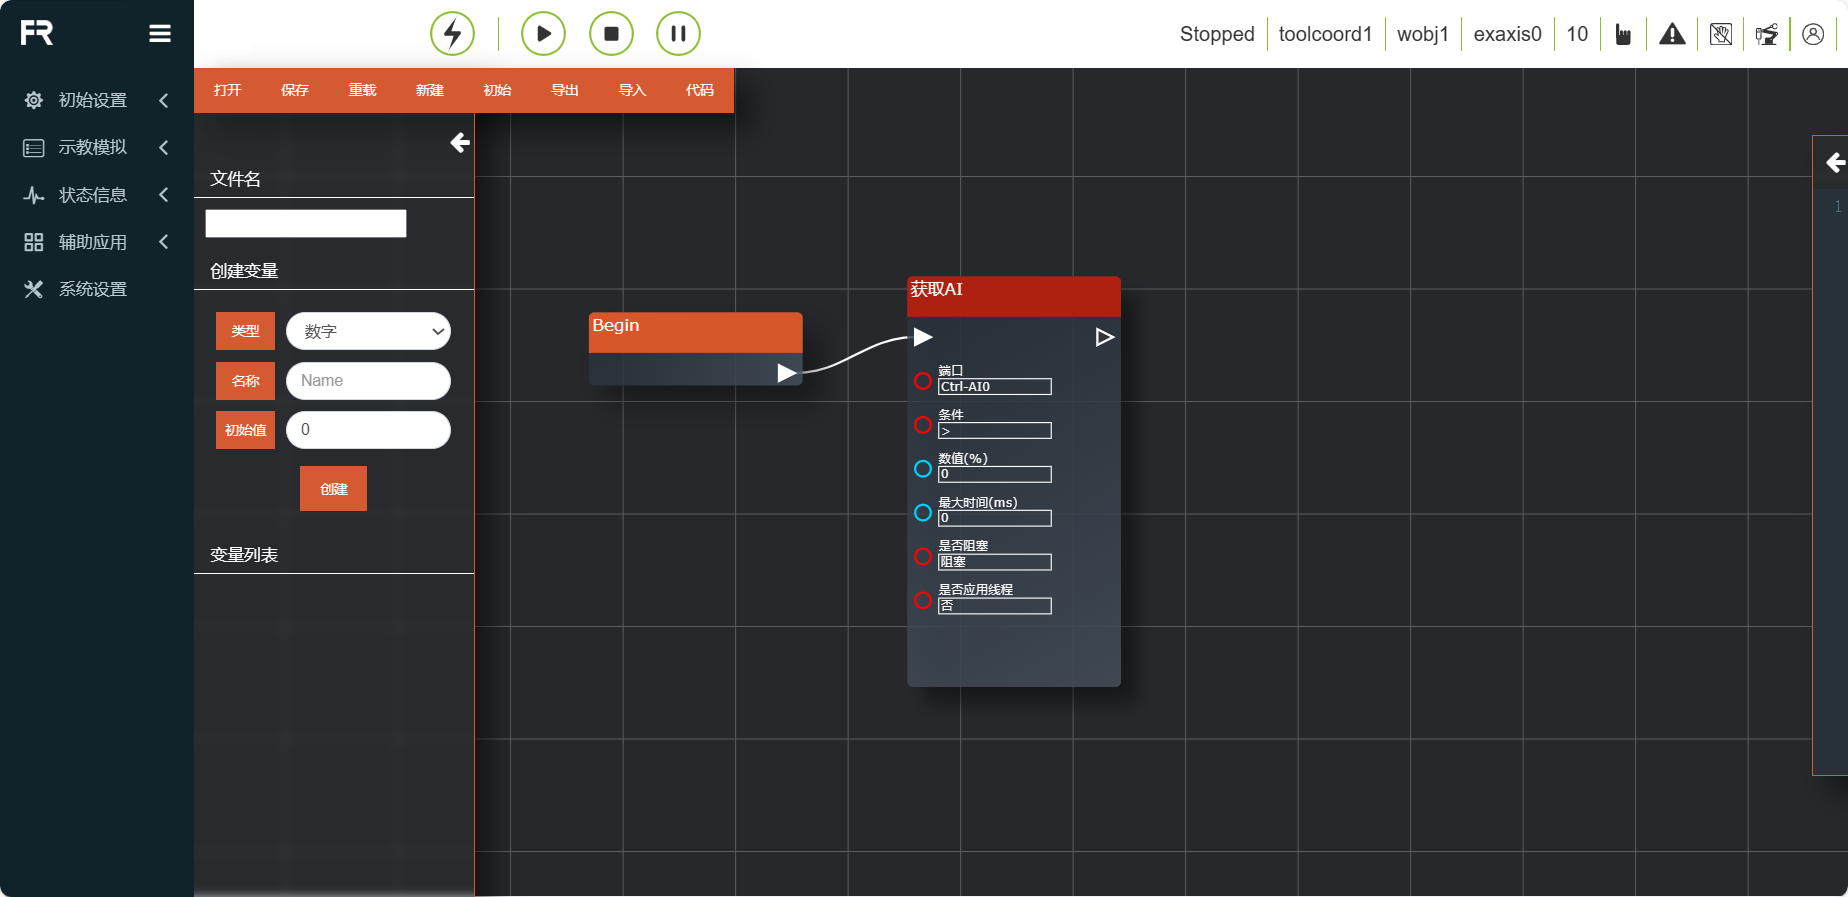 FR
Stopped
toolcoord1
wobj1
exaxis0
10
初始设置
示教模拟
状态信息
辅助应用
系统设置
打开
保存
重载
新建
初始
导出
导入
代码
文件名
创建变量
类型
数字
名称
Name
初始值
0
创建
变量列表
Begin
获取AI
端口
Ctrl-AI0
条件
>
数值(%)
0
最大时间(ms)
0
是否阻塞
阻塞
是否应用线程
否
1